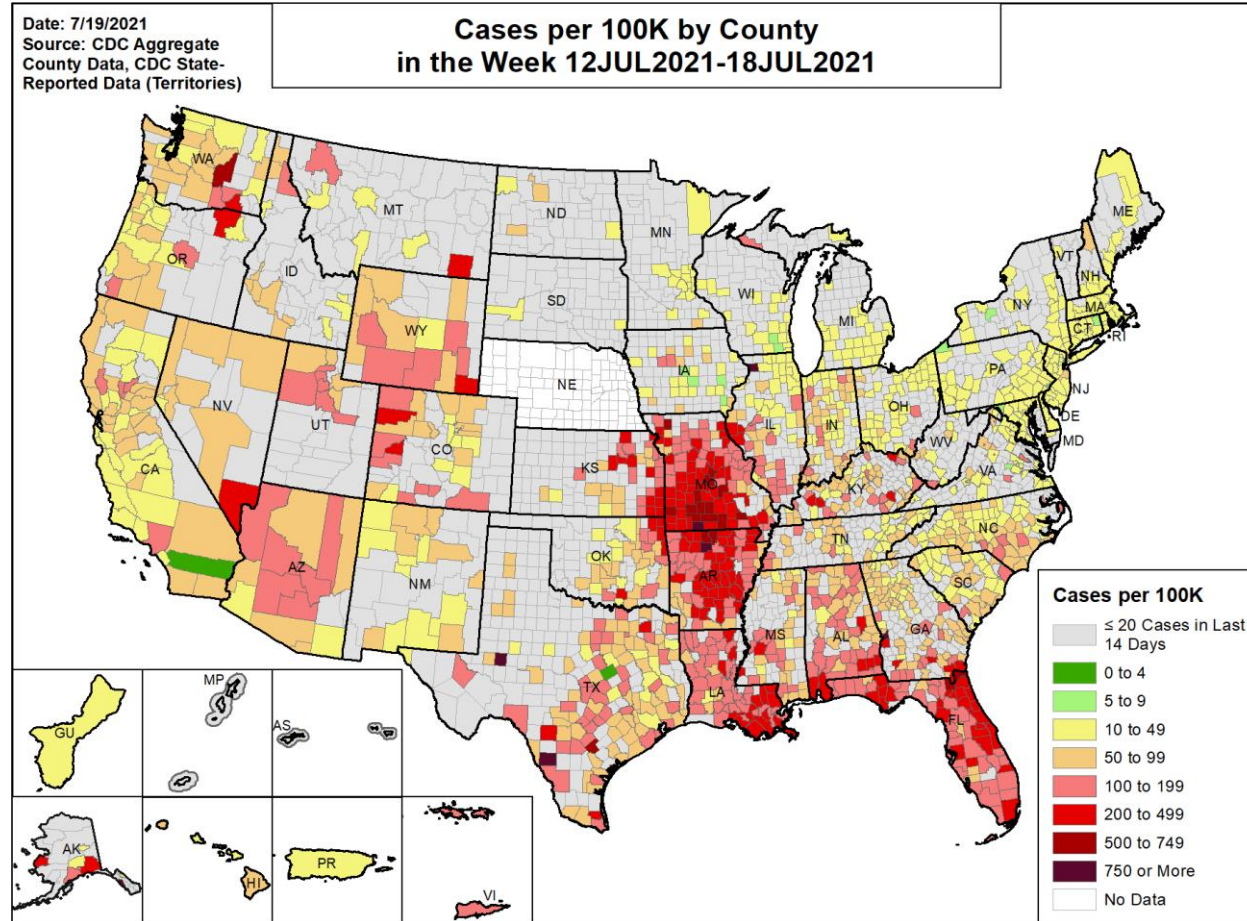 Date: 7/19/2021
Source: CDC Aggregate
County Data, CDC State-
Reported Data (Territories)
Cases per 100K by County
in the Week 12JUL2021-18JUL2021
WA
MT
ND
MN
ME
OR
ID
SD
WI
MI
VT
NH
NY
MA
CT
RI
WY
IA
NE
PA
NJ
NV
UT
CO
IL
IN
OH
DE
MD
WV
VA
CA
KS
MO
KY
AZ
NM
OK
AR
TN
NC
SC
MS
AL
GA
TX
LA
FL
GU
MP
AS
AK
HI
PR
VI
Cases per 100K
≤ 20 Cases in Last
14 Days
0 to 4
5 to 9
10 to 49
50 to 99
100 to 199
200 to 499
500 to 749
750 or More
No Data